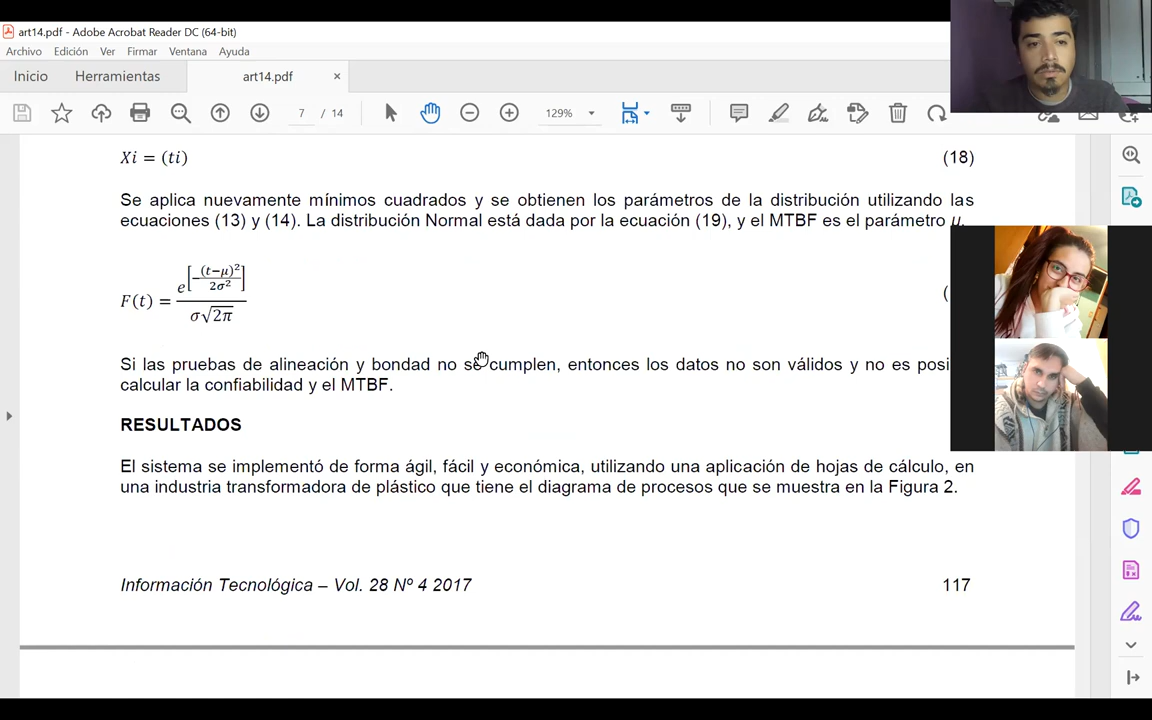 art14.pdf - Adobe Acrobat Reader DC (64-bit)
Archivo Edición Ver Firmar Ventana Ayuda
Inicio Herramientas art14.pdf ×
7 / 14 129%
Xi = (ti) (18)
Se aplica nuevamente mínimos cuadrados y se obtienen los parámetros de la distribución utilizando las
ecuaciones (13) y (14). La distribución Normal está dada por la ecuación (19), y el MTBF es el parámetro μ.
F(t) = e^[-(t-μ)²/2σ²] / σ√2π (
Si las pruebas de alineación y bondad no se cumplen, entonces los datos no son válidos y no es posi
calcular la confiabilidad y el MTBF.
RESULTADOS
El sistema se implementó de forma ágil, fácil y económica, utilizando una aplicación de hojas de cálculo, en
una industria transformadora de plástico que tiene el diagrama de procesos que se muestra en la Figura 2.
Información Tecnológica – Vol. 28 Nº 4 2017 117